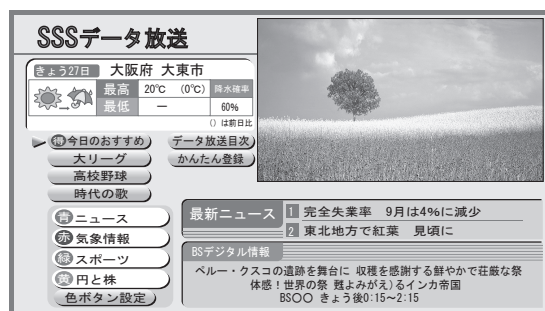 SSSデータ放送
きょう27日 大阪府 大東市
最高 20℃ (0℃) 降水確率
最低 ー 60%
() は前日比
得 今日のおすすめ
データ放送目次
大リーグ
かんたん登録
高校野球
時代の歌
青 ニュース
赤 気象情報
緑 スポーツ
黄 円と株
色ボタン設定
最新ニュース 1 完全失業率 9月は4%に減少
2 東北地方で紅葉 見頃に
BSデジタル情報
ペルー・クスコの遺跡を舞台に 収穫を感謝する鮮やかで荘厳な祭
体感!世界の祭 甦よみがえ)るインカ帝国
BS〇〇 きょう後0:15~2:15